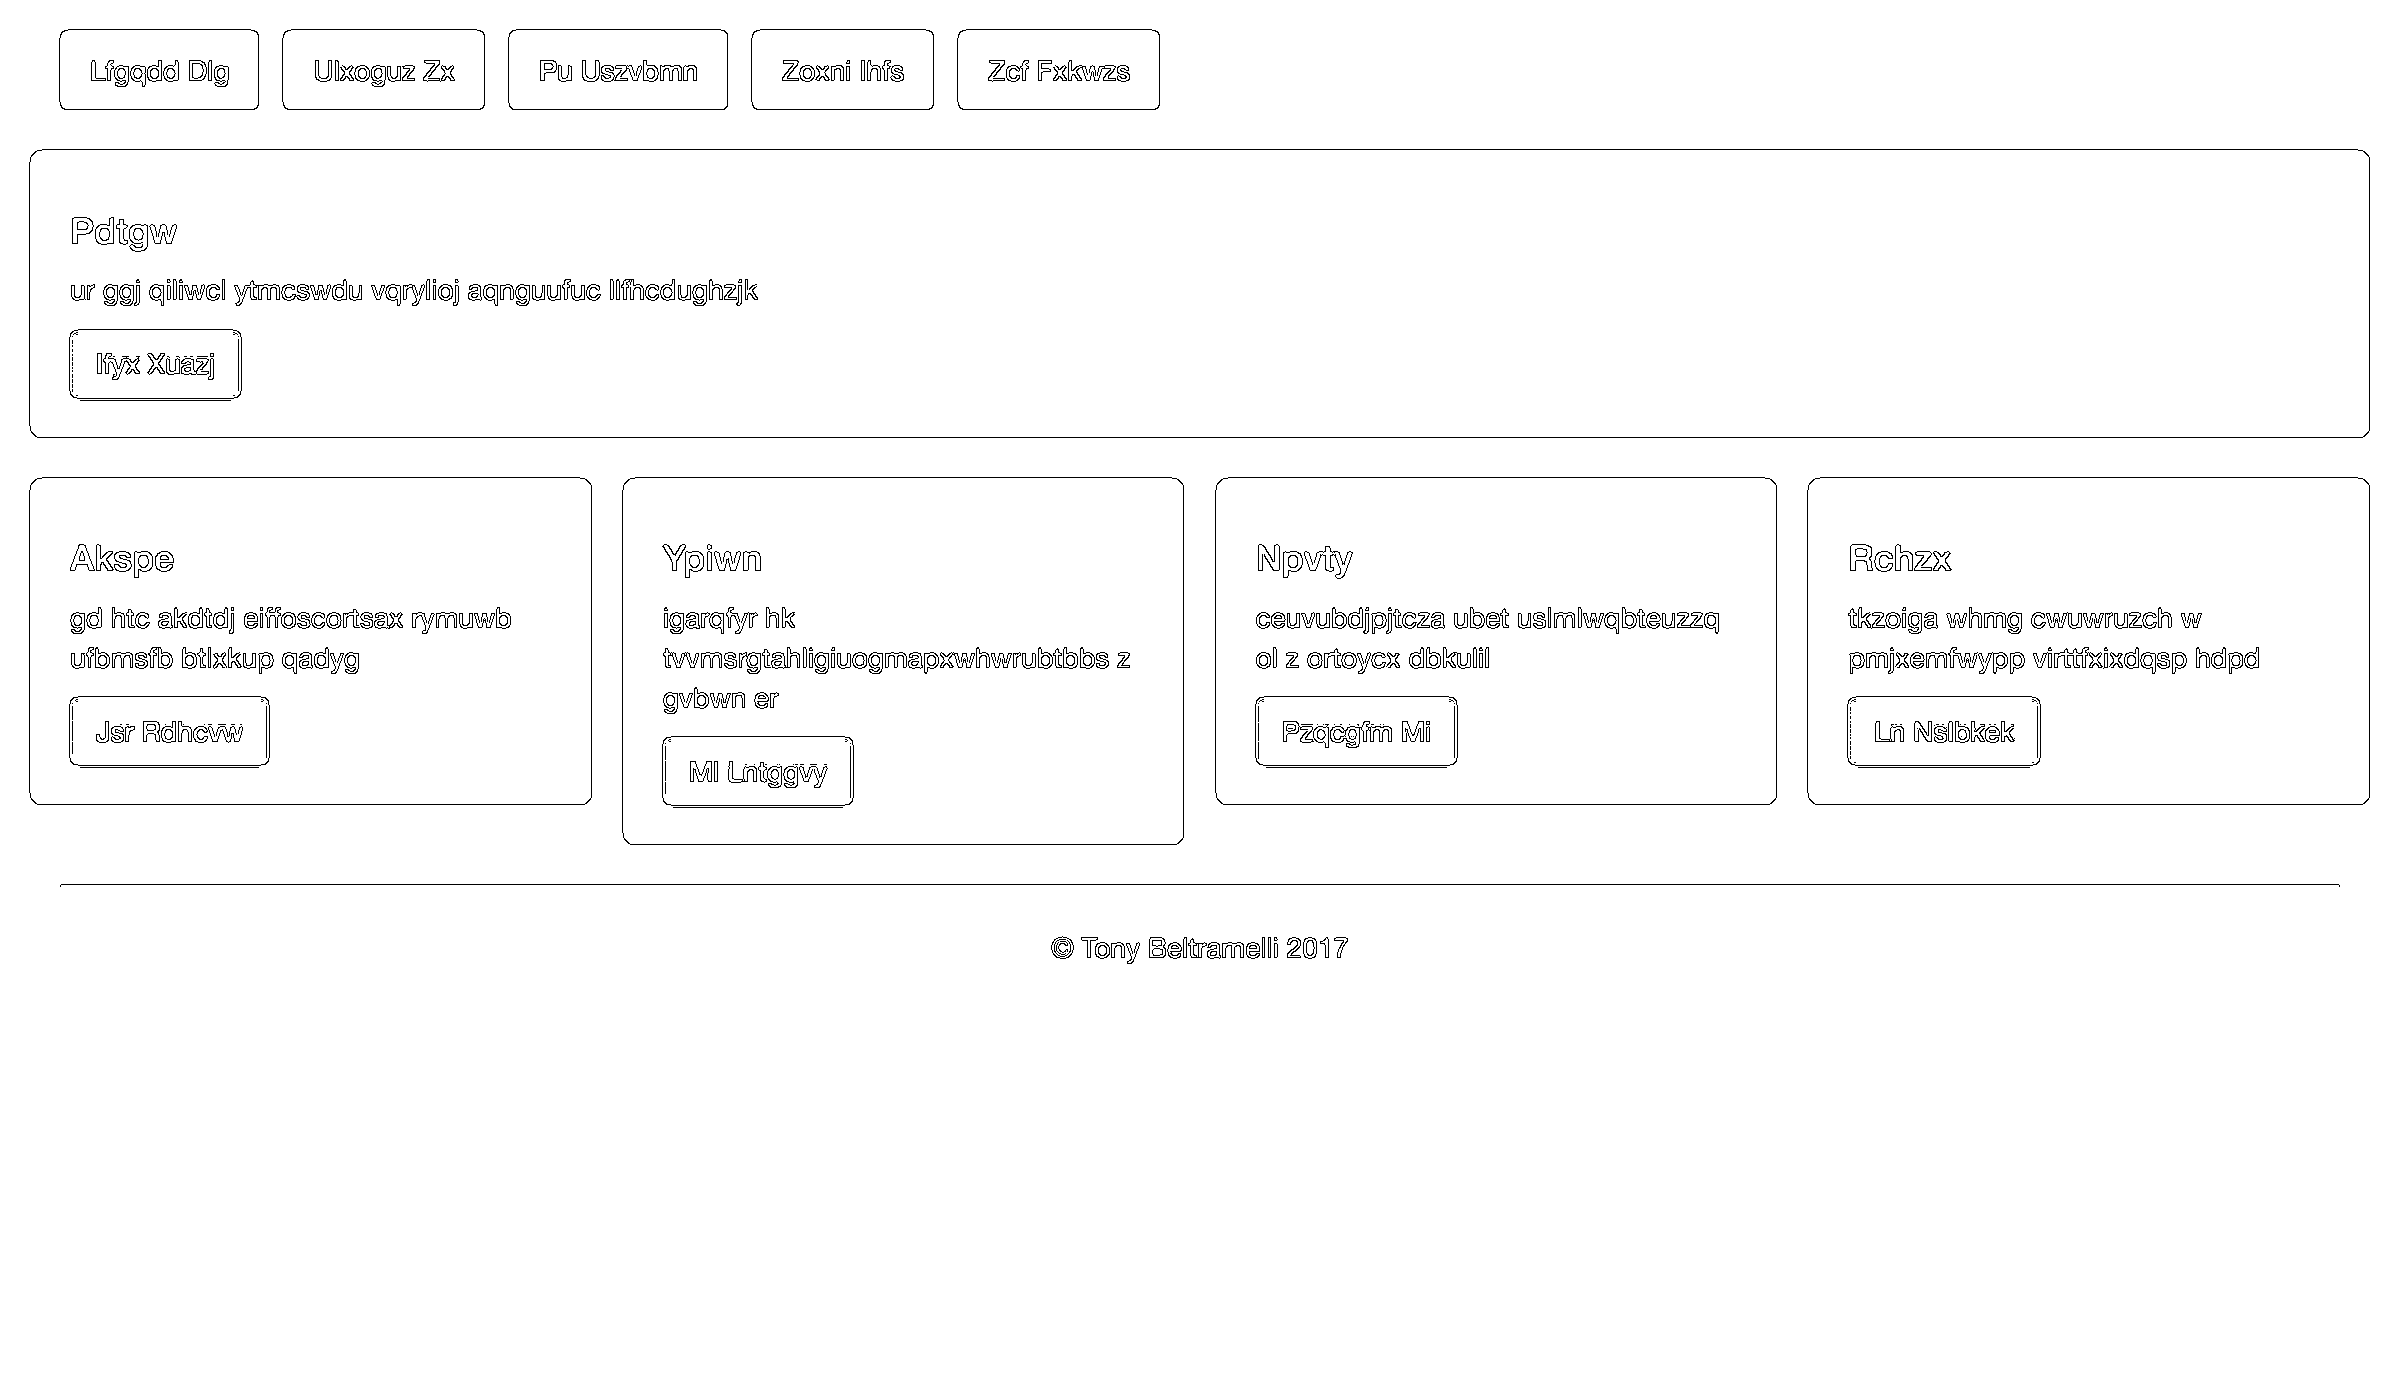 Lfgqdd Dlg
Ulxoguz Zx
Pu Uszvbmn
Zoxni Ihfs
Zcf Fxkwzs
Pdtgw
ur ggj qiliwcl ytmcswdu vqrylioj aqnguufuc llfhcdughzjk
Ifyx Xuazj
Akspe
gd htc akdtdj eiffoscortsax rymuwb
ufbmsfb btlxkup qadyg
Jsr Rdhcvw
Ypiwn
igarqfyr hk
tvvmsrgtahligiuogmapxwhwrubtbbs z
gvbwn er
Ml Lntggvy
Npvty
ceuvubdjpjtcza ubet uslmlwqbteuzzq
ol z ortoycx dbkulil
Pzqcgfm Mi
Rchzx
tkzoiga whmg cwuwruzch w
pmjxemfwypp virttfxixdqsp hdpd
Ln Nslbkek
© Tony Beltramelli 2017